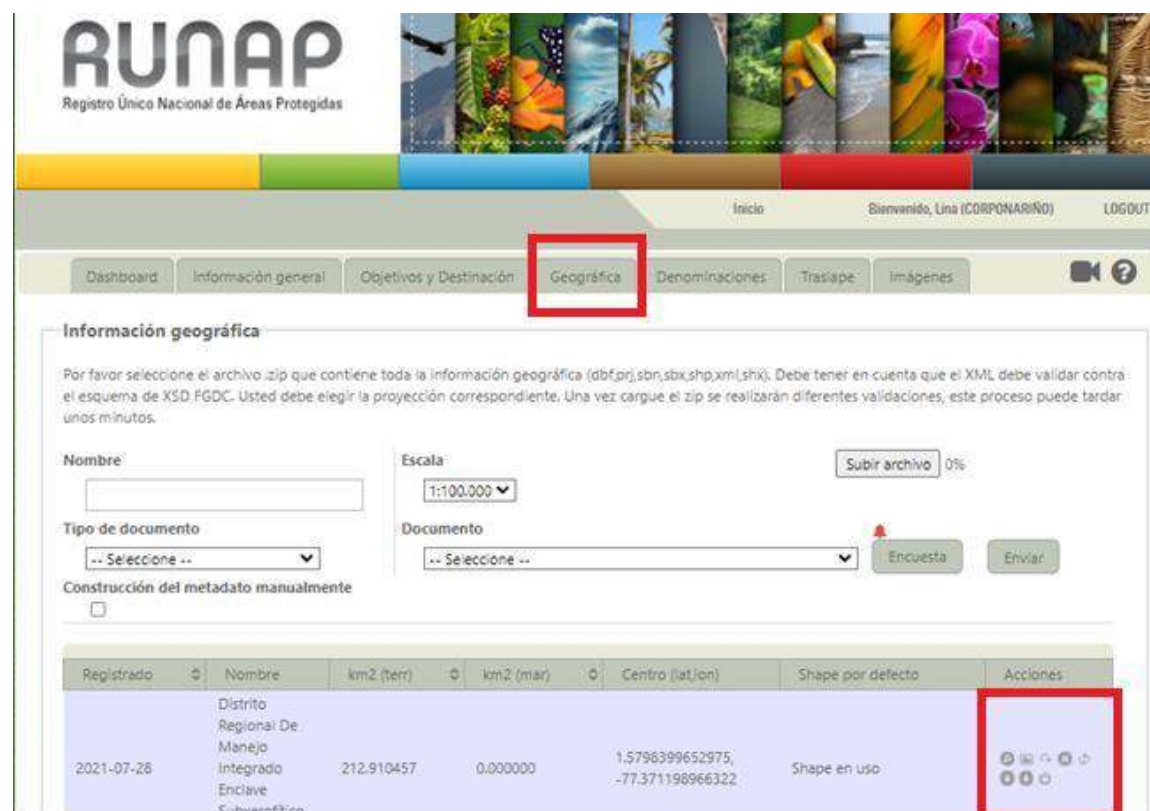 RUNAP
Registro Único Nacional de Áreas Protegidas
Inicio
Bienvenido, Lina (CORPONARIÑO)
LOGOUT
Dashboard
Información general
Objetivos y Destinación
Geográfica
Denominaciones
Traslape
Imágenes
Información geográfica
Por favor seleccione el archivo .zip que contiene toda la información geográfica (dbf,prj,sbn,sbx,shp,xml,shx). Debe tener en cuenta que el XML debe validar contra
el esquema de XSD FGDC. Usted debe elegir la proyección correspondiente. Una vez cargue el zip se realizarán diferentes validaciones, este proceso puede tardar
unos minutos.
Nombre
Escala
1:100.000
Subir archivo 0%
Tipo de documento
-- Seleccione --
Documento
-- Seleccione --
Encuesta
Enviar
Construcción del metadato manualmente
Registrado
Nombre
km2 (terr)
km2 (mar)
Centro (lat,lon)
Shape por defecto
Acciones
2021-07-28
Distrito
Regional De
Manejo
Integrado
Enclave
Subxerofítico
212.910457
0.000000
1.5798399652975,
-77.371198966322
Shape en uso